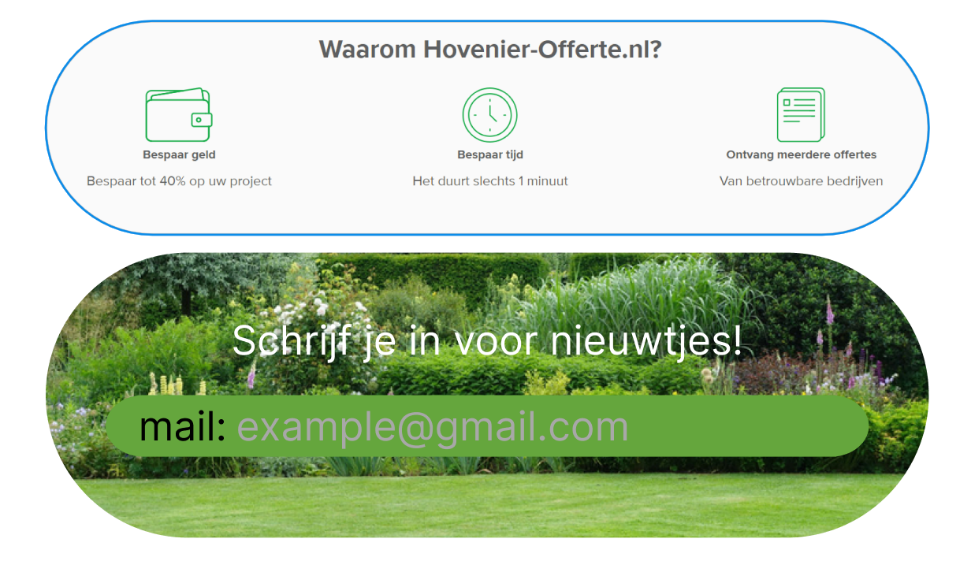 Waarom Hovenier-Offerte.nl?
Bespaar geld
Bespaar tot 40% op uw project
Bespaar tijd
Het duurt slechts 1 minuut
Ontvang meerdere offertes
Van betrouwbare bedrijven
Schrijf je in voor nieuwtjes!
mail: example@gmail.com